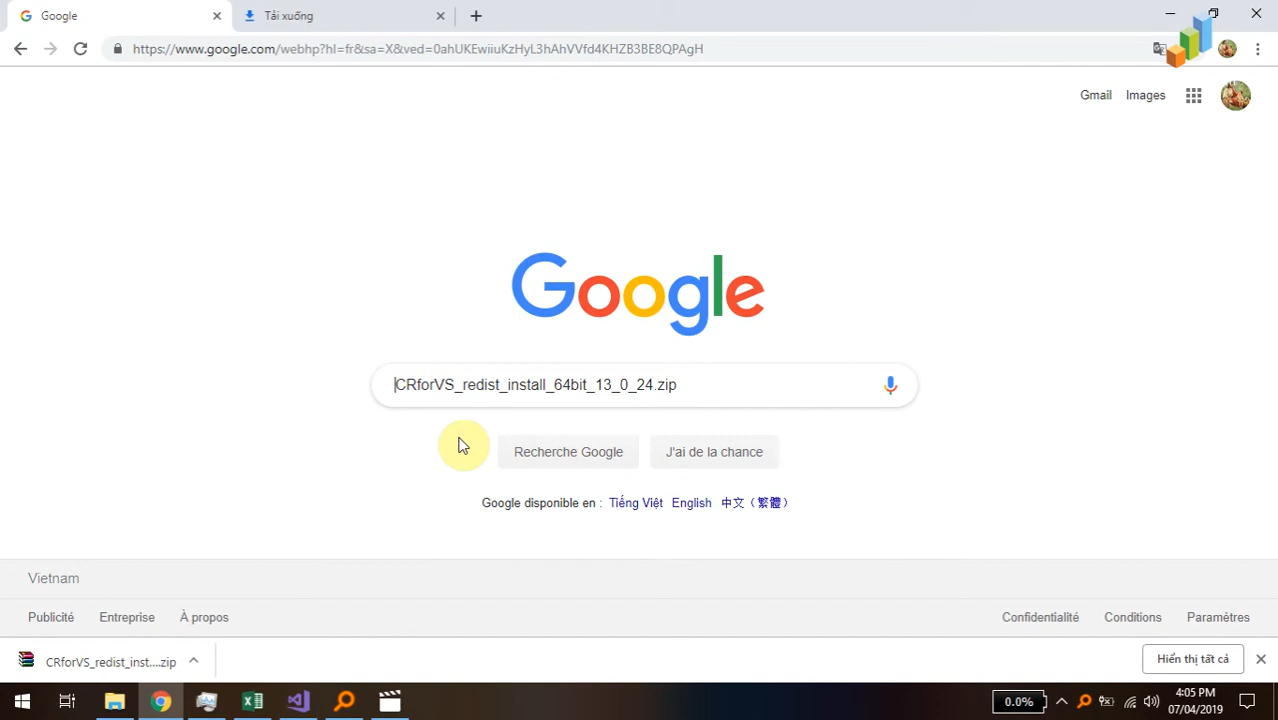 Google
Tải xuống
https://www.google.com/webhp?hl=fr&sa=X&ved=0ahUKEwiiuKzHyL3hAhVVfd4KHZB3BE8QPAgH
Gmail Images
Google
CRforVS_redist_install_64bit_13_0_24.zip
Recherche Google J'ai de la chance
Google disponible en : Tiếng Việt English 中文（繁體）
Vietnam
Publicité Entreprise À propos Confidentialité Conditions Paramètres
CRforVS_redist_inst....zip Hiển thị tất cả
0.0% 4:05 PM
07/04/2019